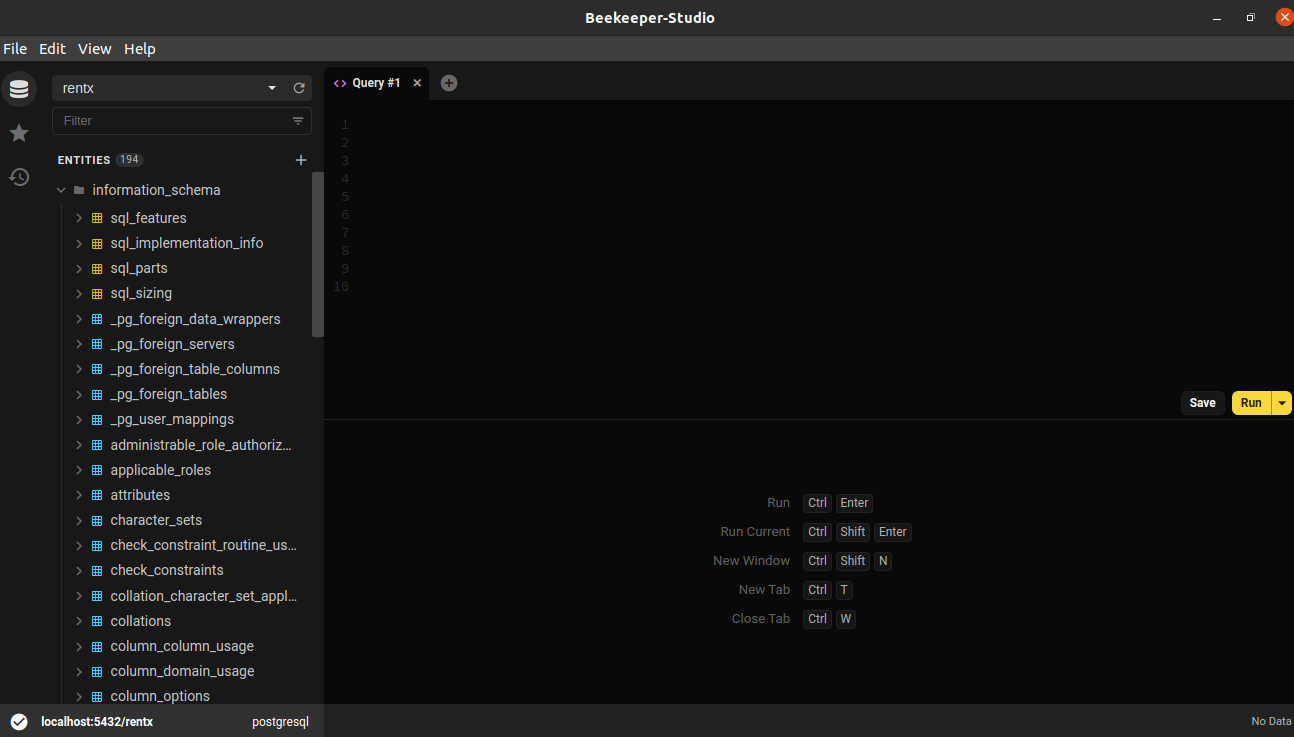 Beekeeper-Studio
File Edit View Help
rentx
Filter
ENTITIES 194
information_schema
sql_features
sql_implementation_info
sql_parts
sql_sizing
_pg_foreign_data_wrappers
_pg_foreign_servers
_pg_foreign_table_columns
_pg_foreign_tables
_pg_user_mappings
administrable_role_authoriz...
applicable_roles
attributes
character_sets
check_constraint_routine_us...
check_constraints
collation_character_set_appl...
collations
column_column_usage
column_domain_usage
column_options
localhost:5432/rentx postgresql
Query #1
1
2
3
4
5
6
7
8
9
10
Save Run
Run Ctrl Enter
Run Current Ctrl Shift Enter
New Window Ctrl Shift N
New Tab Ctrl T
Close Tab Ctrl W
No Data